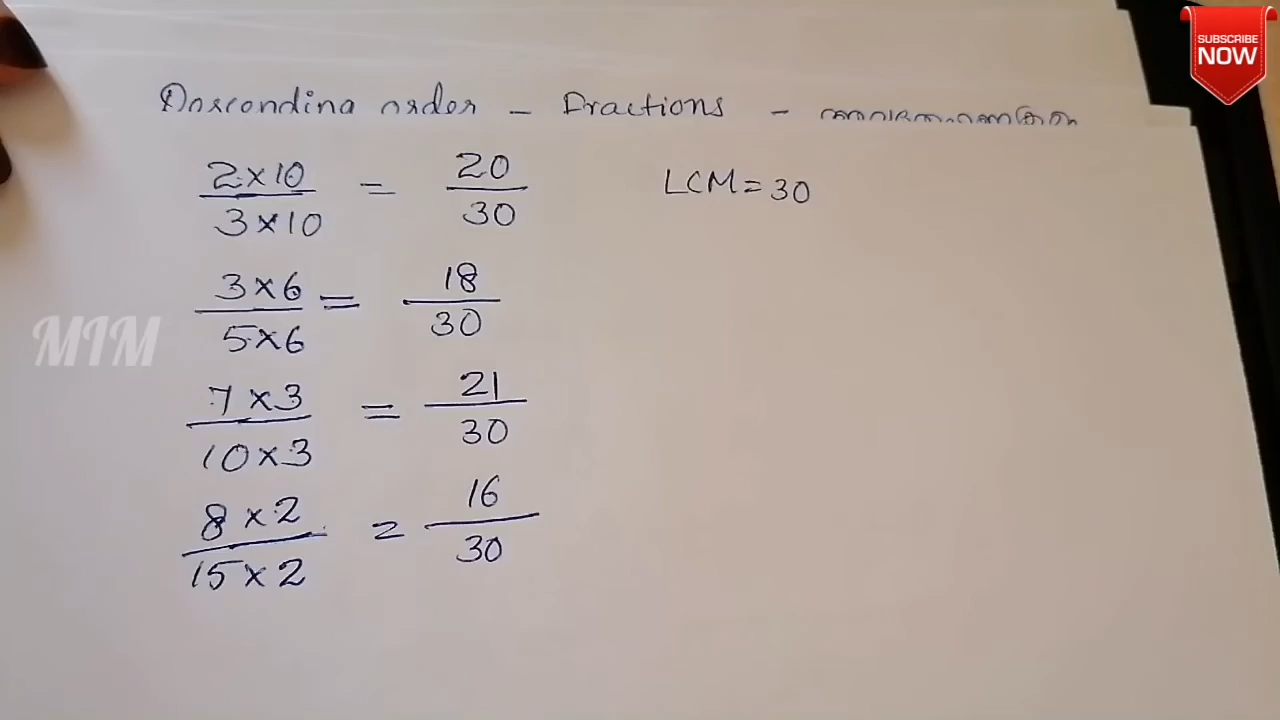 Descending order - Fractions -
2 × 10 / 3 × 10 = 20 / 30
LCM = 30
3 × 6 / 5 × 6 = 18 / 30
7 × 3 / 10 × 3 = 21 / 30
8 × 2 / 15 × 2 = 16 / 30
MIM
SUBSCRIBE
NOW